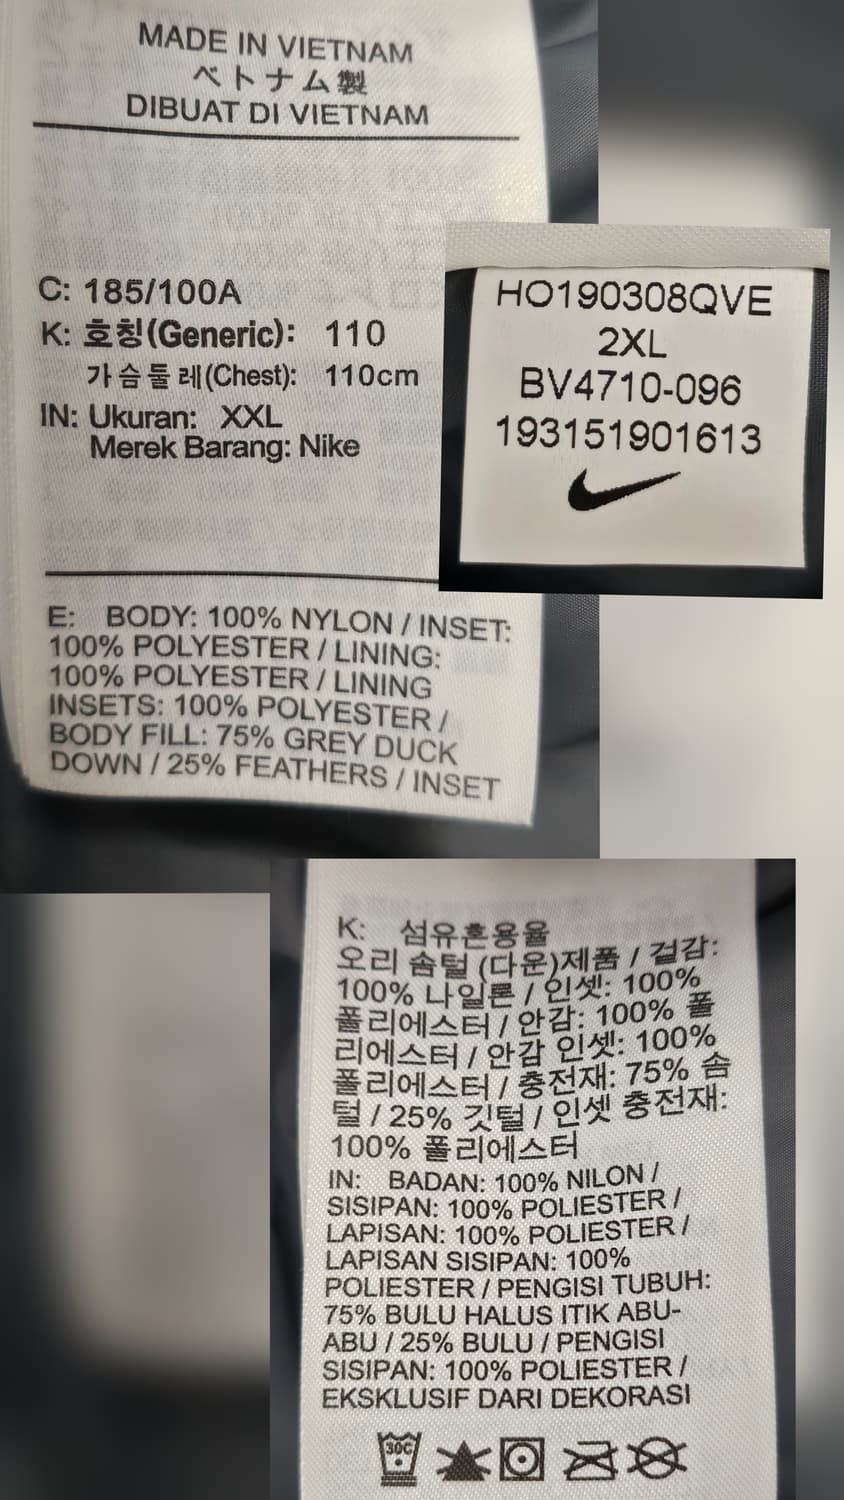 MADE IN VIETNAM
ベトナム製
DIBUAT DI VIETNAM
C: 185/100A
K: 호칭(Generic): 110
가슴둘레(Chest): 110cm
IN: Ukuran: XXL
Merek Barang: Nike
E: BODY: 100% NYLON / INSET:
100% POLYESTER / LINING:
100% POLYESTER / LINING
INSETS: 100% POLYESTER /
BODY FILL: 75% GREY DUCK
DOWN / 25% FEATHERS / INSET
HO190308QVE
2XL
BV4710-096
193151901613
K: 섬유혼용율
오리 솜털 (다운)제품 / 겉감:
100% 나일론 / 인셋: 100%
폴리에스터 / 안감: 100% 폴
리에스터 / 안감 인셋: 100%
폴리에스터 / 충전재: 75% 솜
털 / 25% 깃털 / 인셋 충전재:
100% 폴리에스터
IN: BADAN: 100% NILON /
SISIPAN: 100% POLIESTER /
LAPISAN: 100% POLIESTER /
LAPISAN SISIPAN: 100%
POLIESTER / PENGISI TUBUH:
75% BULU HALUS ITIK ABU-
ABU / 25% BULU / PENGISI
SISIPAN: 100% POLIESTER /
EKSKLUSIF DARI DEKORASI
30C